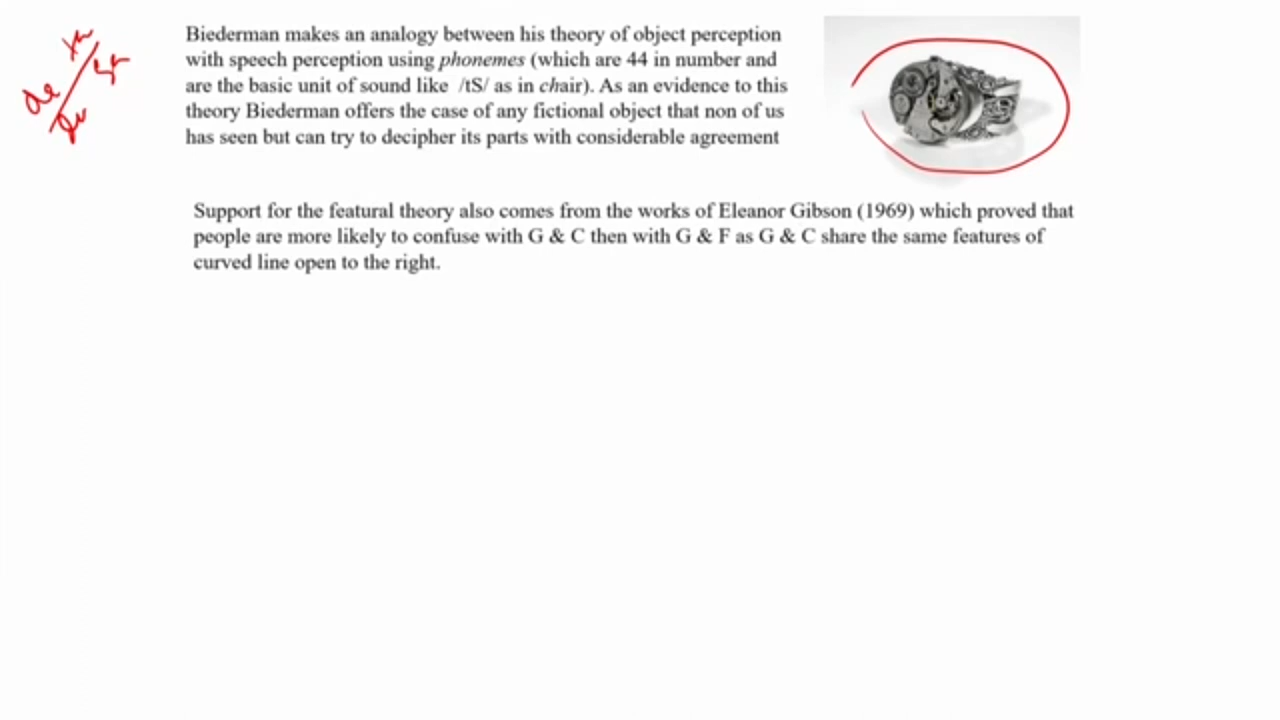 Biederman makes an analogy between his theory of object perception
with speech perception using phonemes (which are 44 in number and
are the basic unit of sound like /tS/ as in chair). As an evidence to this
theory Biederman offers the case of any fictional object that non of us
has seen but can try to decipher its parts with considerable agreement
Support for the featural theory also comes from the works of Eleanor Gibson (1969) which proved that
people are more likely to confuse with G & C then with G & F as G & C share the same features of
curved line open to the right.